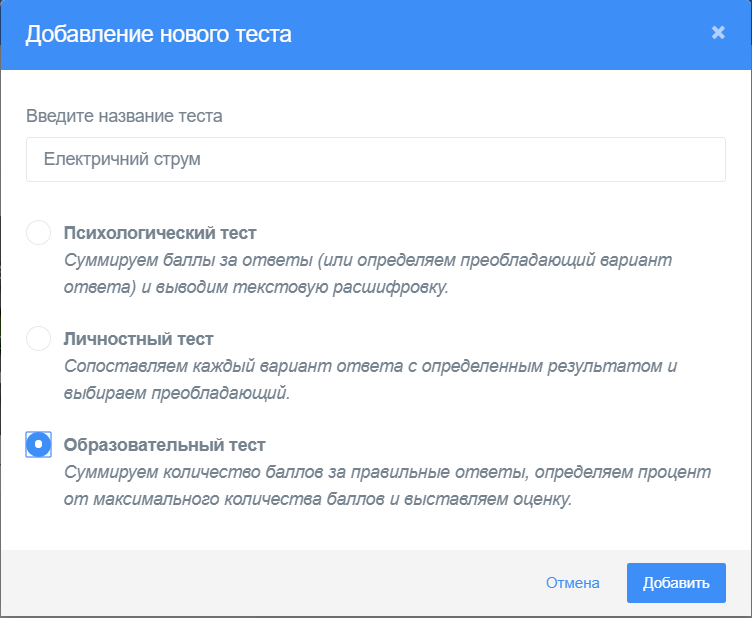 Добавление нового теста
Введите название теста
Електричний струм
Психологический тест
Суммируем баллы за ответы (или определяем преобладающий вариант
ответа) и выводим текстовую расшифровку.
Личностный тест
Сопоставляем каждый вариант ответа с определенным результатом и
выбираем преобладающий.
Образовательный тест
Суммируем количество баллов за правильные ответы, определяем процент
от максимального количества баллов и выставляем оценку.
Отмена Добавить